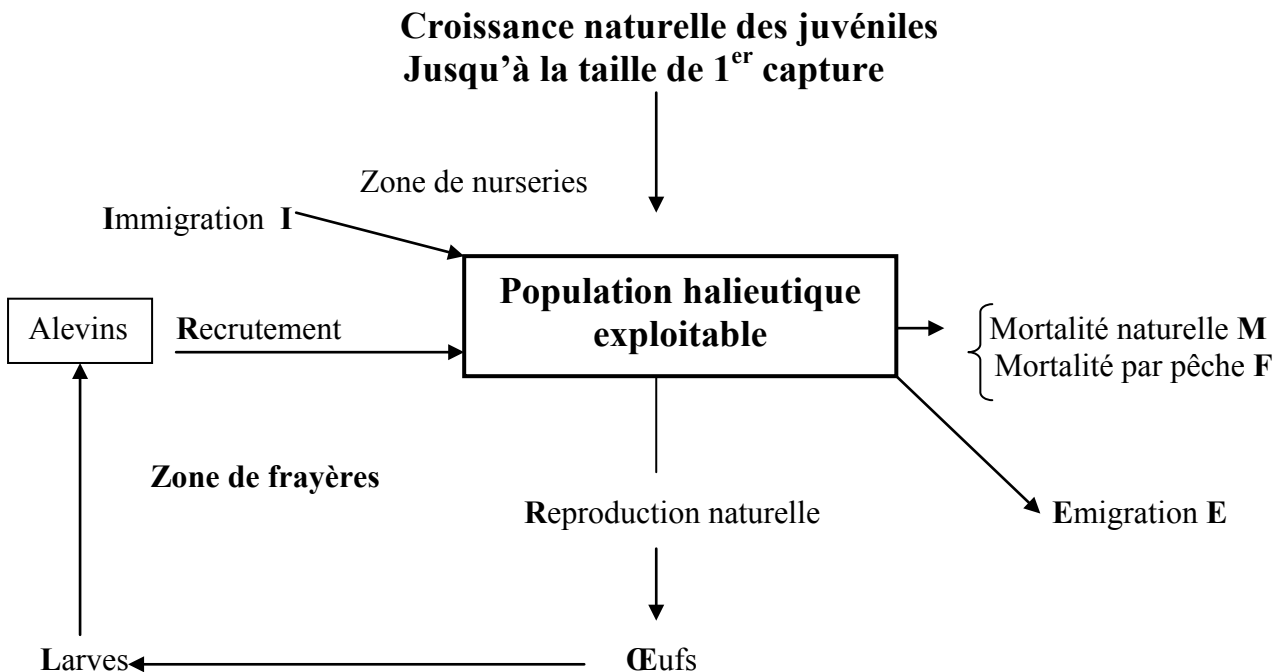 Croissance naturelle des juvéniles
Jusqu'à la taille de 1er capture
Zone de nurseries
Immigration I
Population halieutique
exploitable
Alevins
Recrutement
Mortalité naturelle M
Mortalité par pêche F
Zone de frayères
Reproduction naturelle
Emigration E
Larves
Œufs